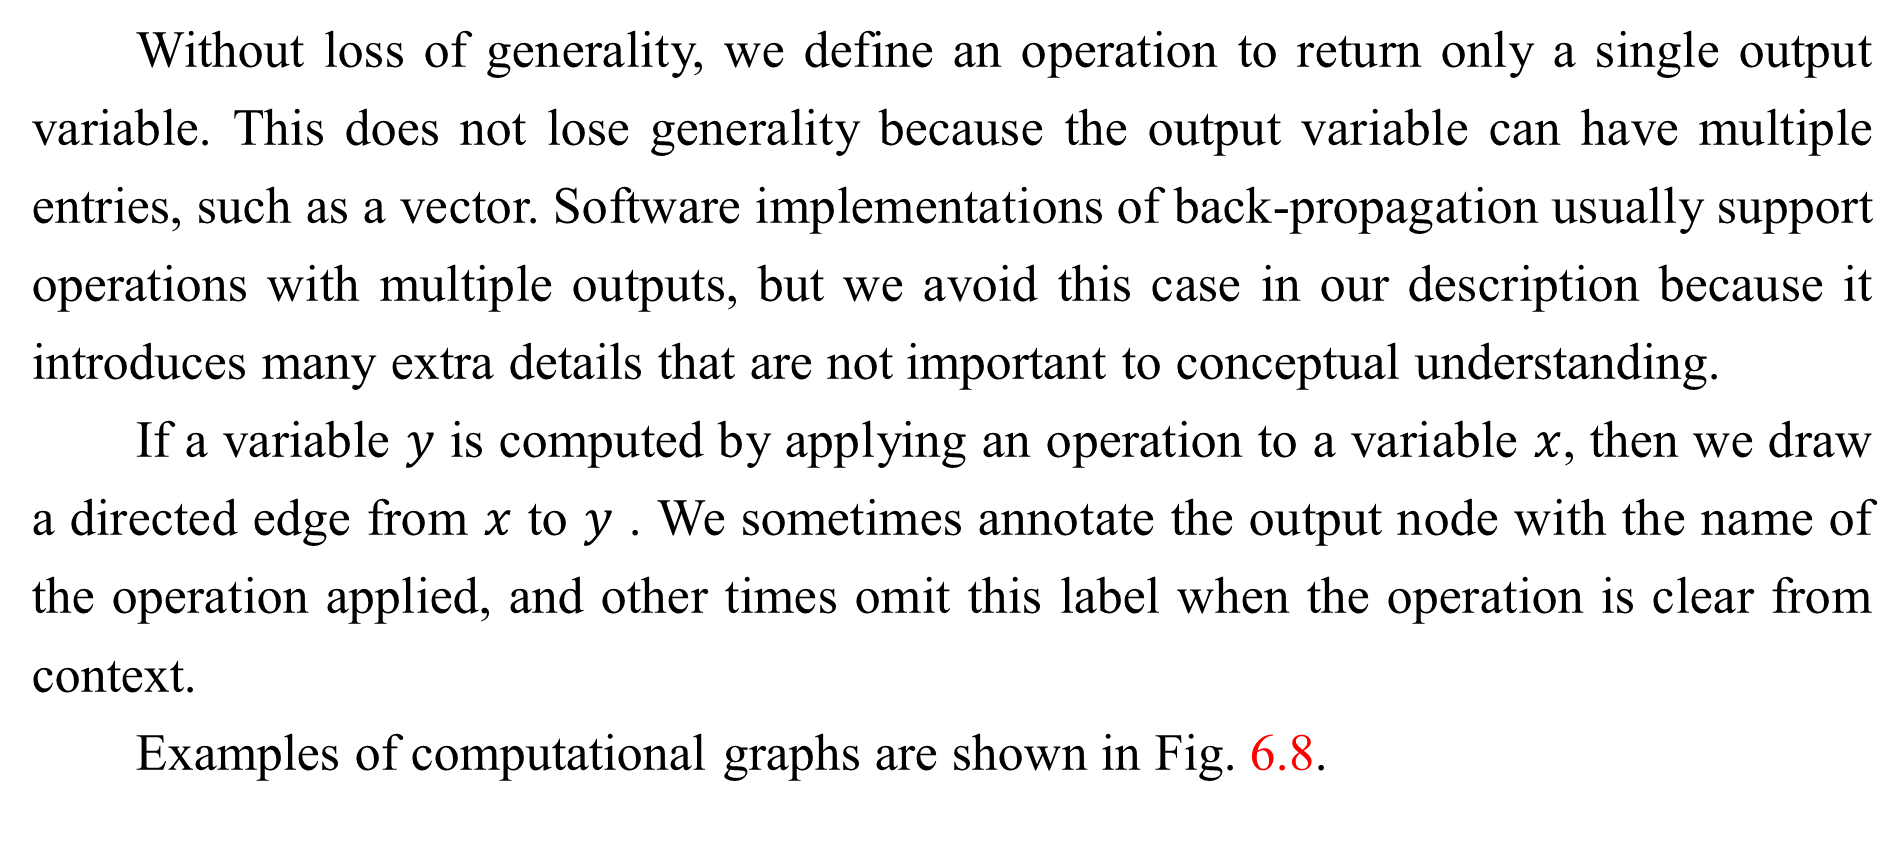 Without loss of generality, we define an operation to return only a single output
variable. This does not lose generality because the output variable can have multiple
entries, such as a vector. Software implementations of back-propagation usually support
operations with multiple outputs, but we avoid this case in our description because it
introduces many extra details that are not important to conceptual understanding.
If a variable y is computed by applying an operation to a variable x, then we draw
a directed edge from x to y . We sometimes annotate the output node with the name of
the operation applied, and other times omit this label when the operation is clear from
context.
Examples of computational graphs are shown in Fig. 6.8.